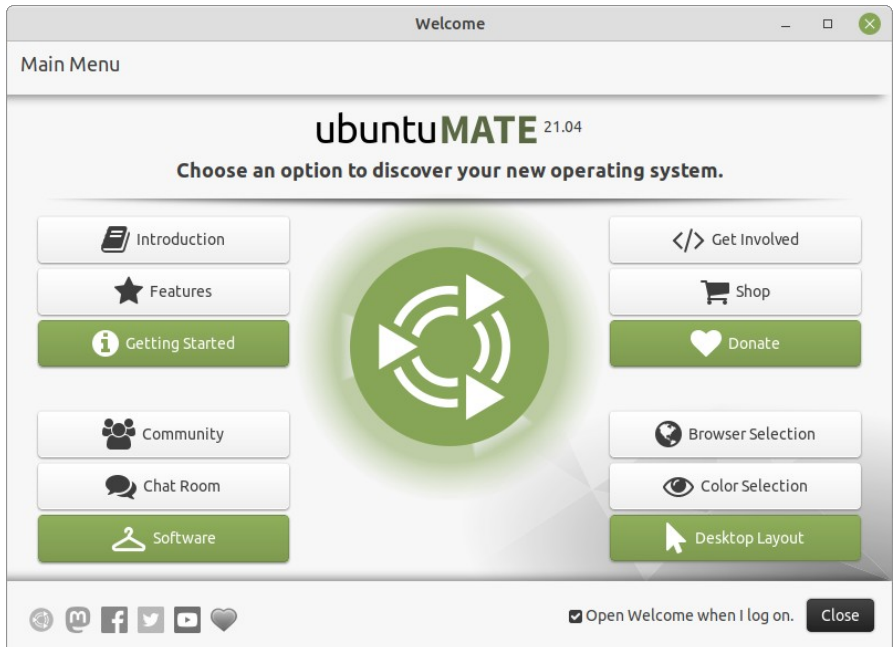 Welcome
Main Menu
ubuntuMATE 21.04
Choose an option to discover your new operating system.
Introduction
Features
Getting Started
Community
Chat Room
Software
Get Involved
Shop
Donate
Browser Selection
Color Selection
Desktop Layout
Open Welcome when I log on.
Close